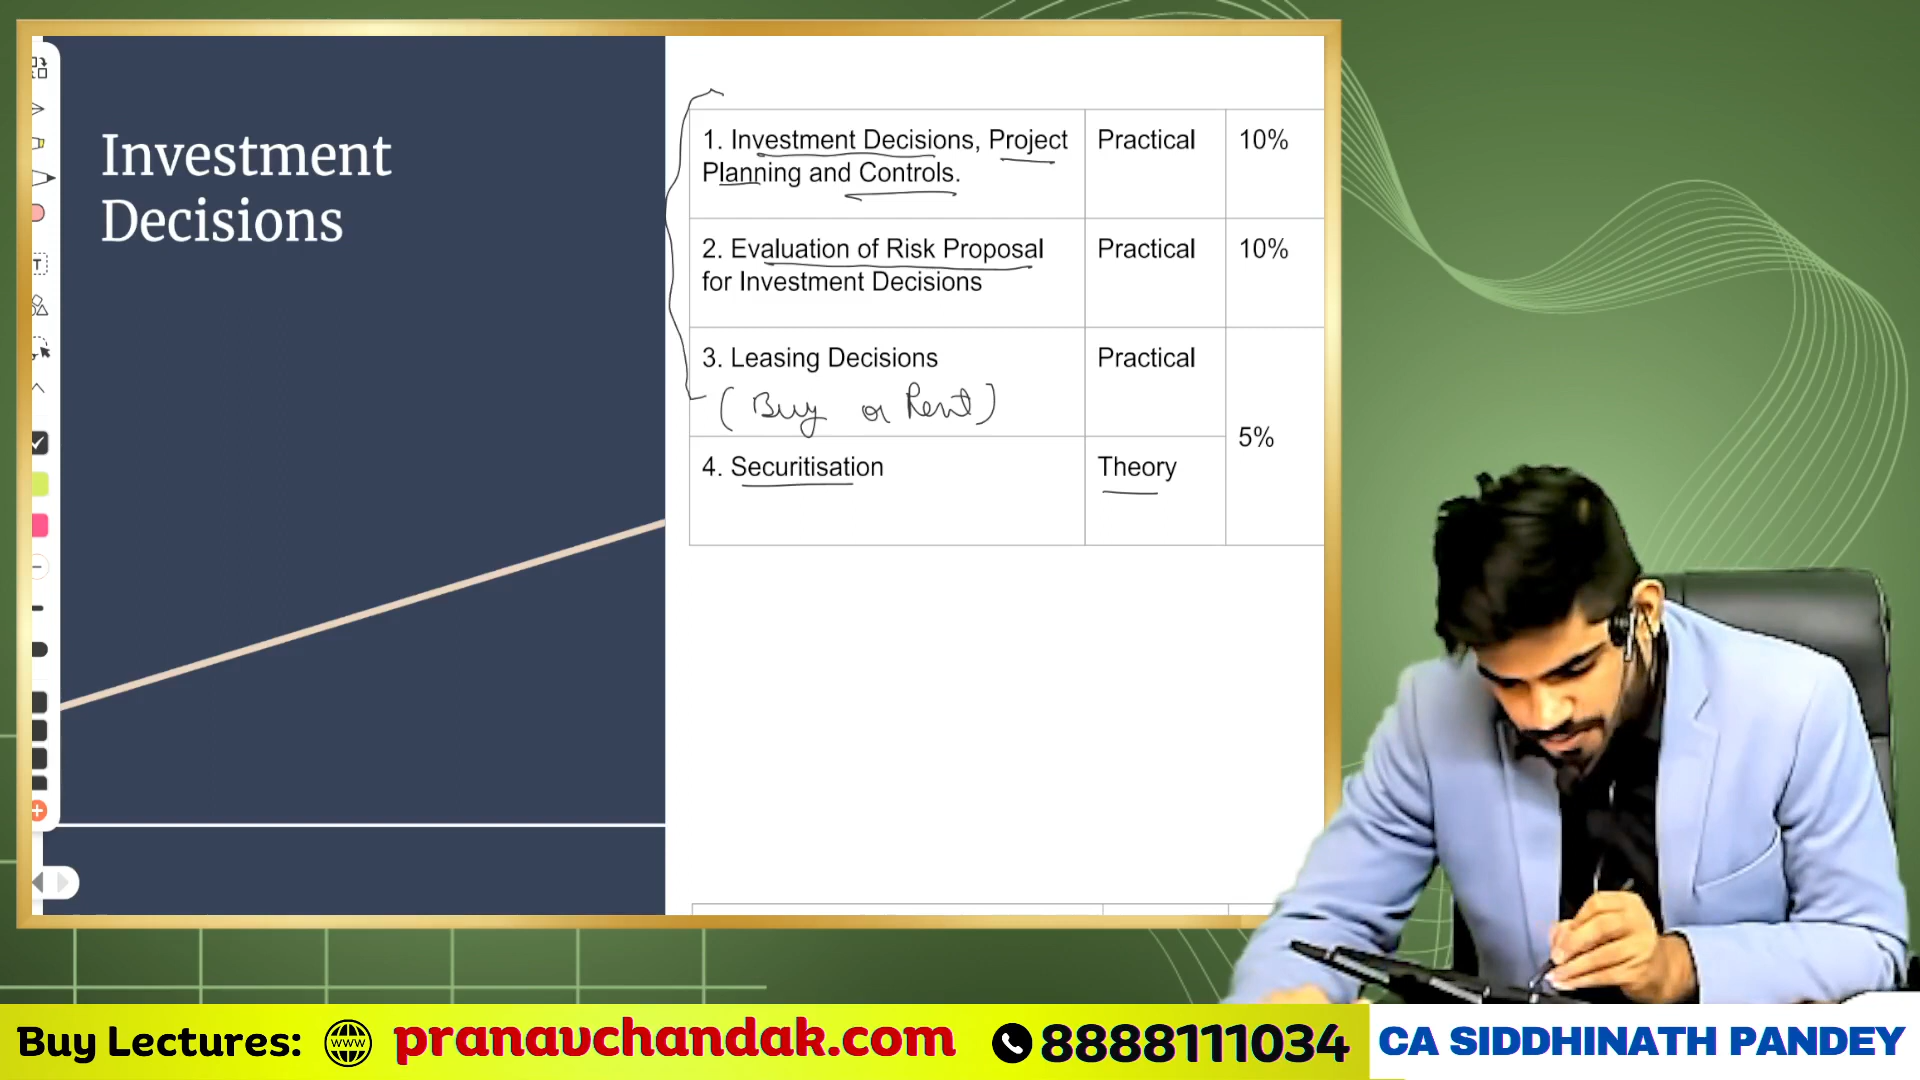 Investment
Decisions
1. Investment Decisions, Project
Planning and Controls.
Practical
10%
2. Evaluation of Risk Proposal
for Investment Decisions
Practical
10%
3. Leasing Decisions
Practical
(Buy or Rent)
5%
4. Securitisation
Theory
Buy Lectures:
www
pranavchandak.com
8888111034
CA SIDDHINATH PANDEY